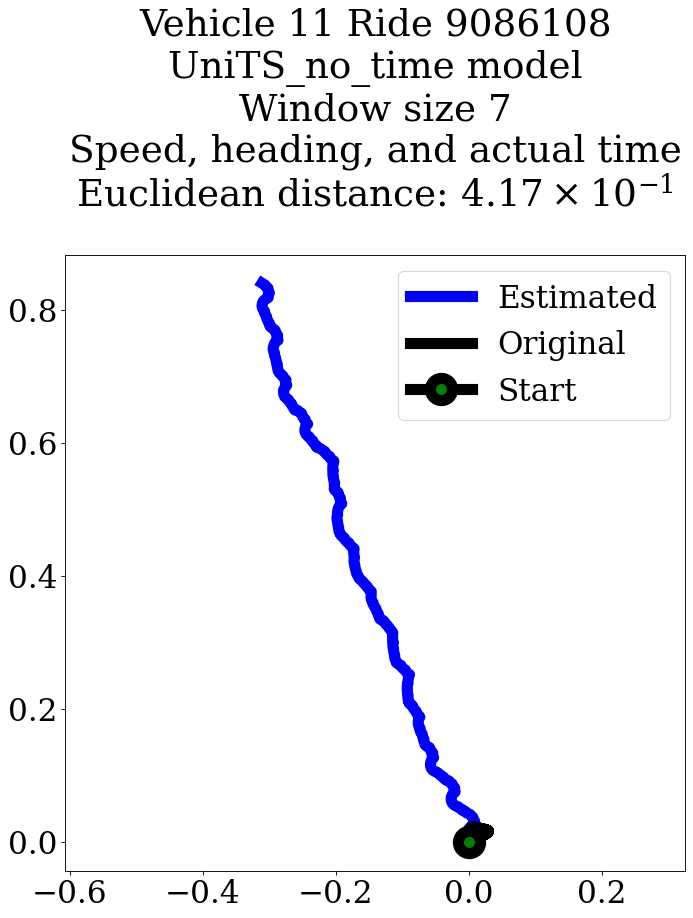 Vehicle 11 Ride 9086108
UniTS_no_time model
Window size 7
Speed, heading, and actual time
Euclidean distance: 4.17 × 10⁻¹
Estimated
Original
Start
0.8
0.6
0.4
0.2
0.0
−0.6 −0.4 −0.2 0.0 0.2